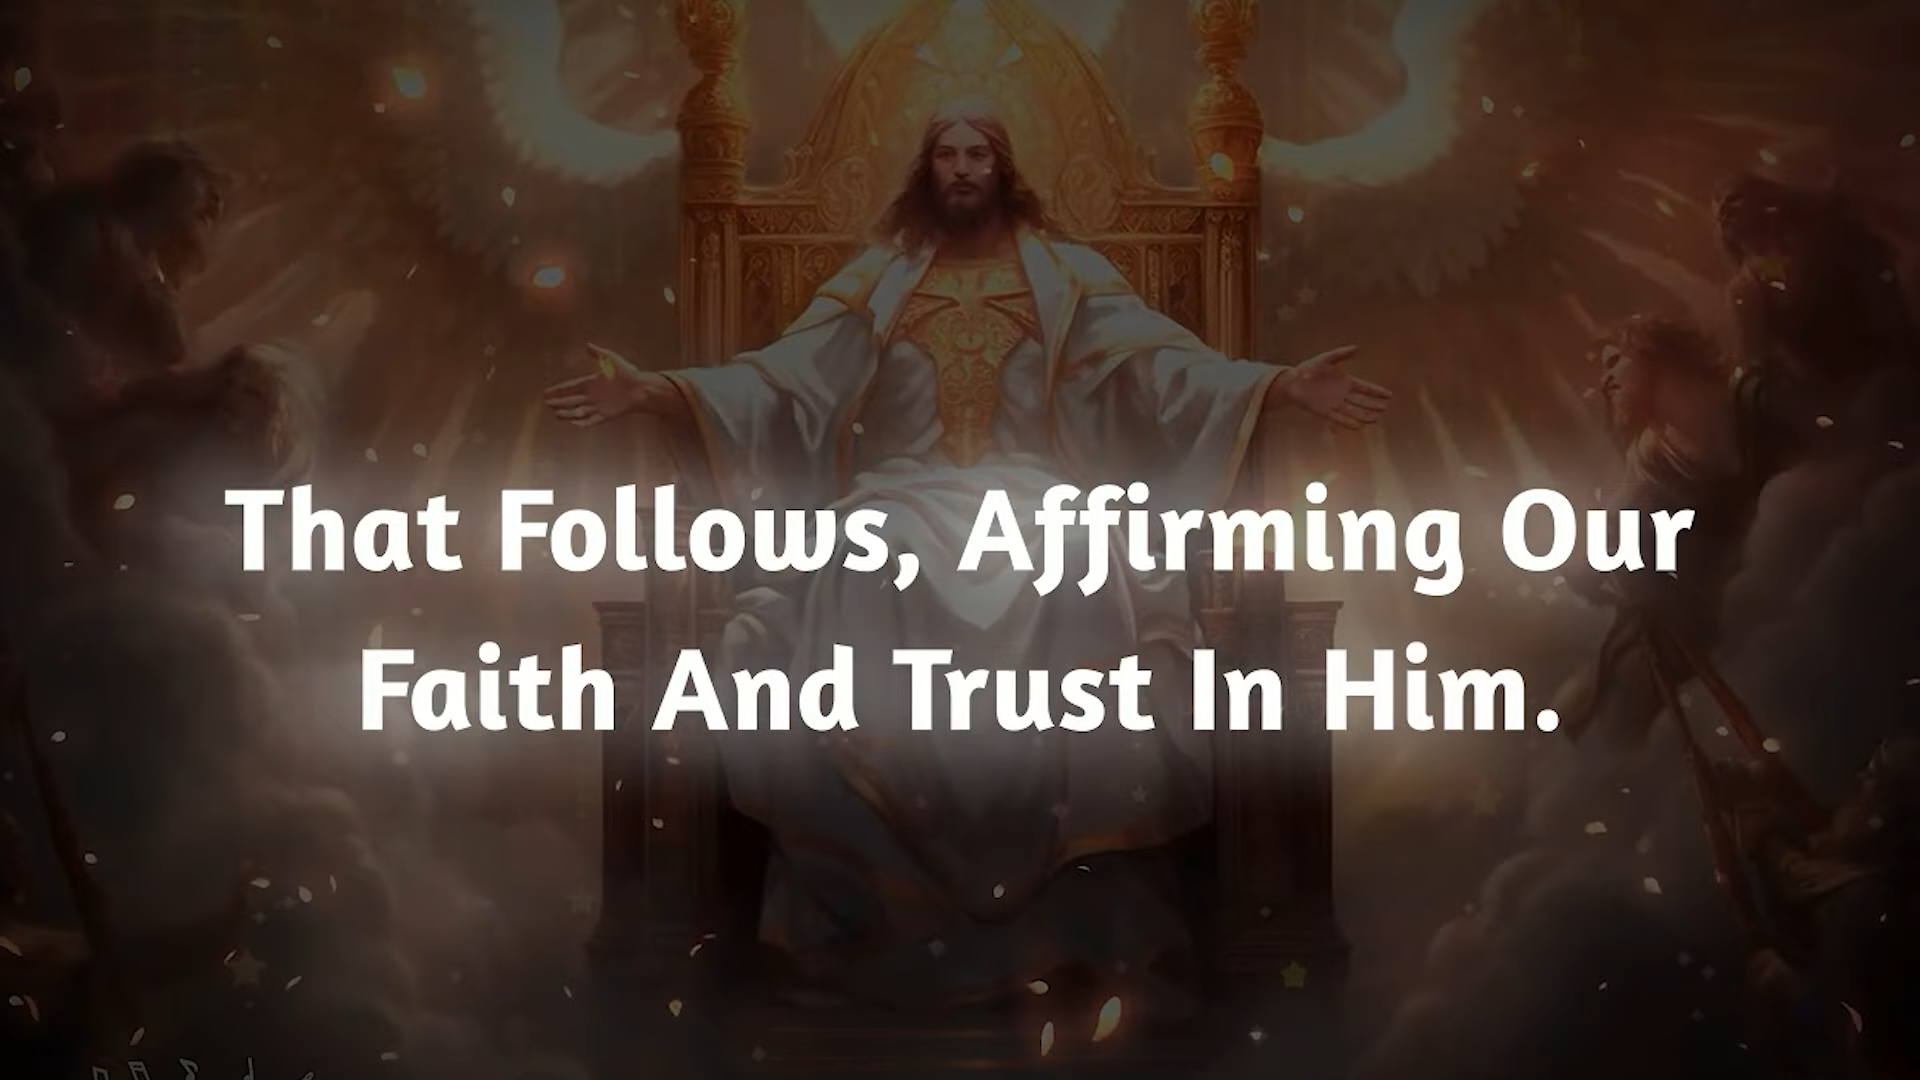 That Follows, Affirming Our
Faith And Trust In Him.